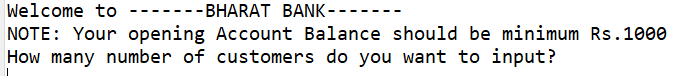 Welcome to -------BHARAT BANK-------
NOTE: Your opening Account Balance should be minimum Rs.1000
How many number of customers do you want to input?